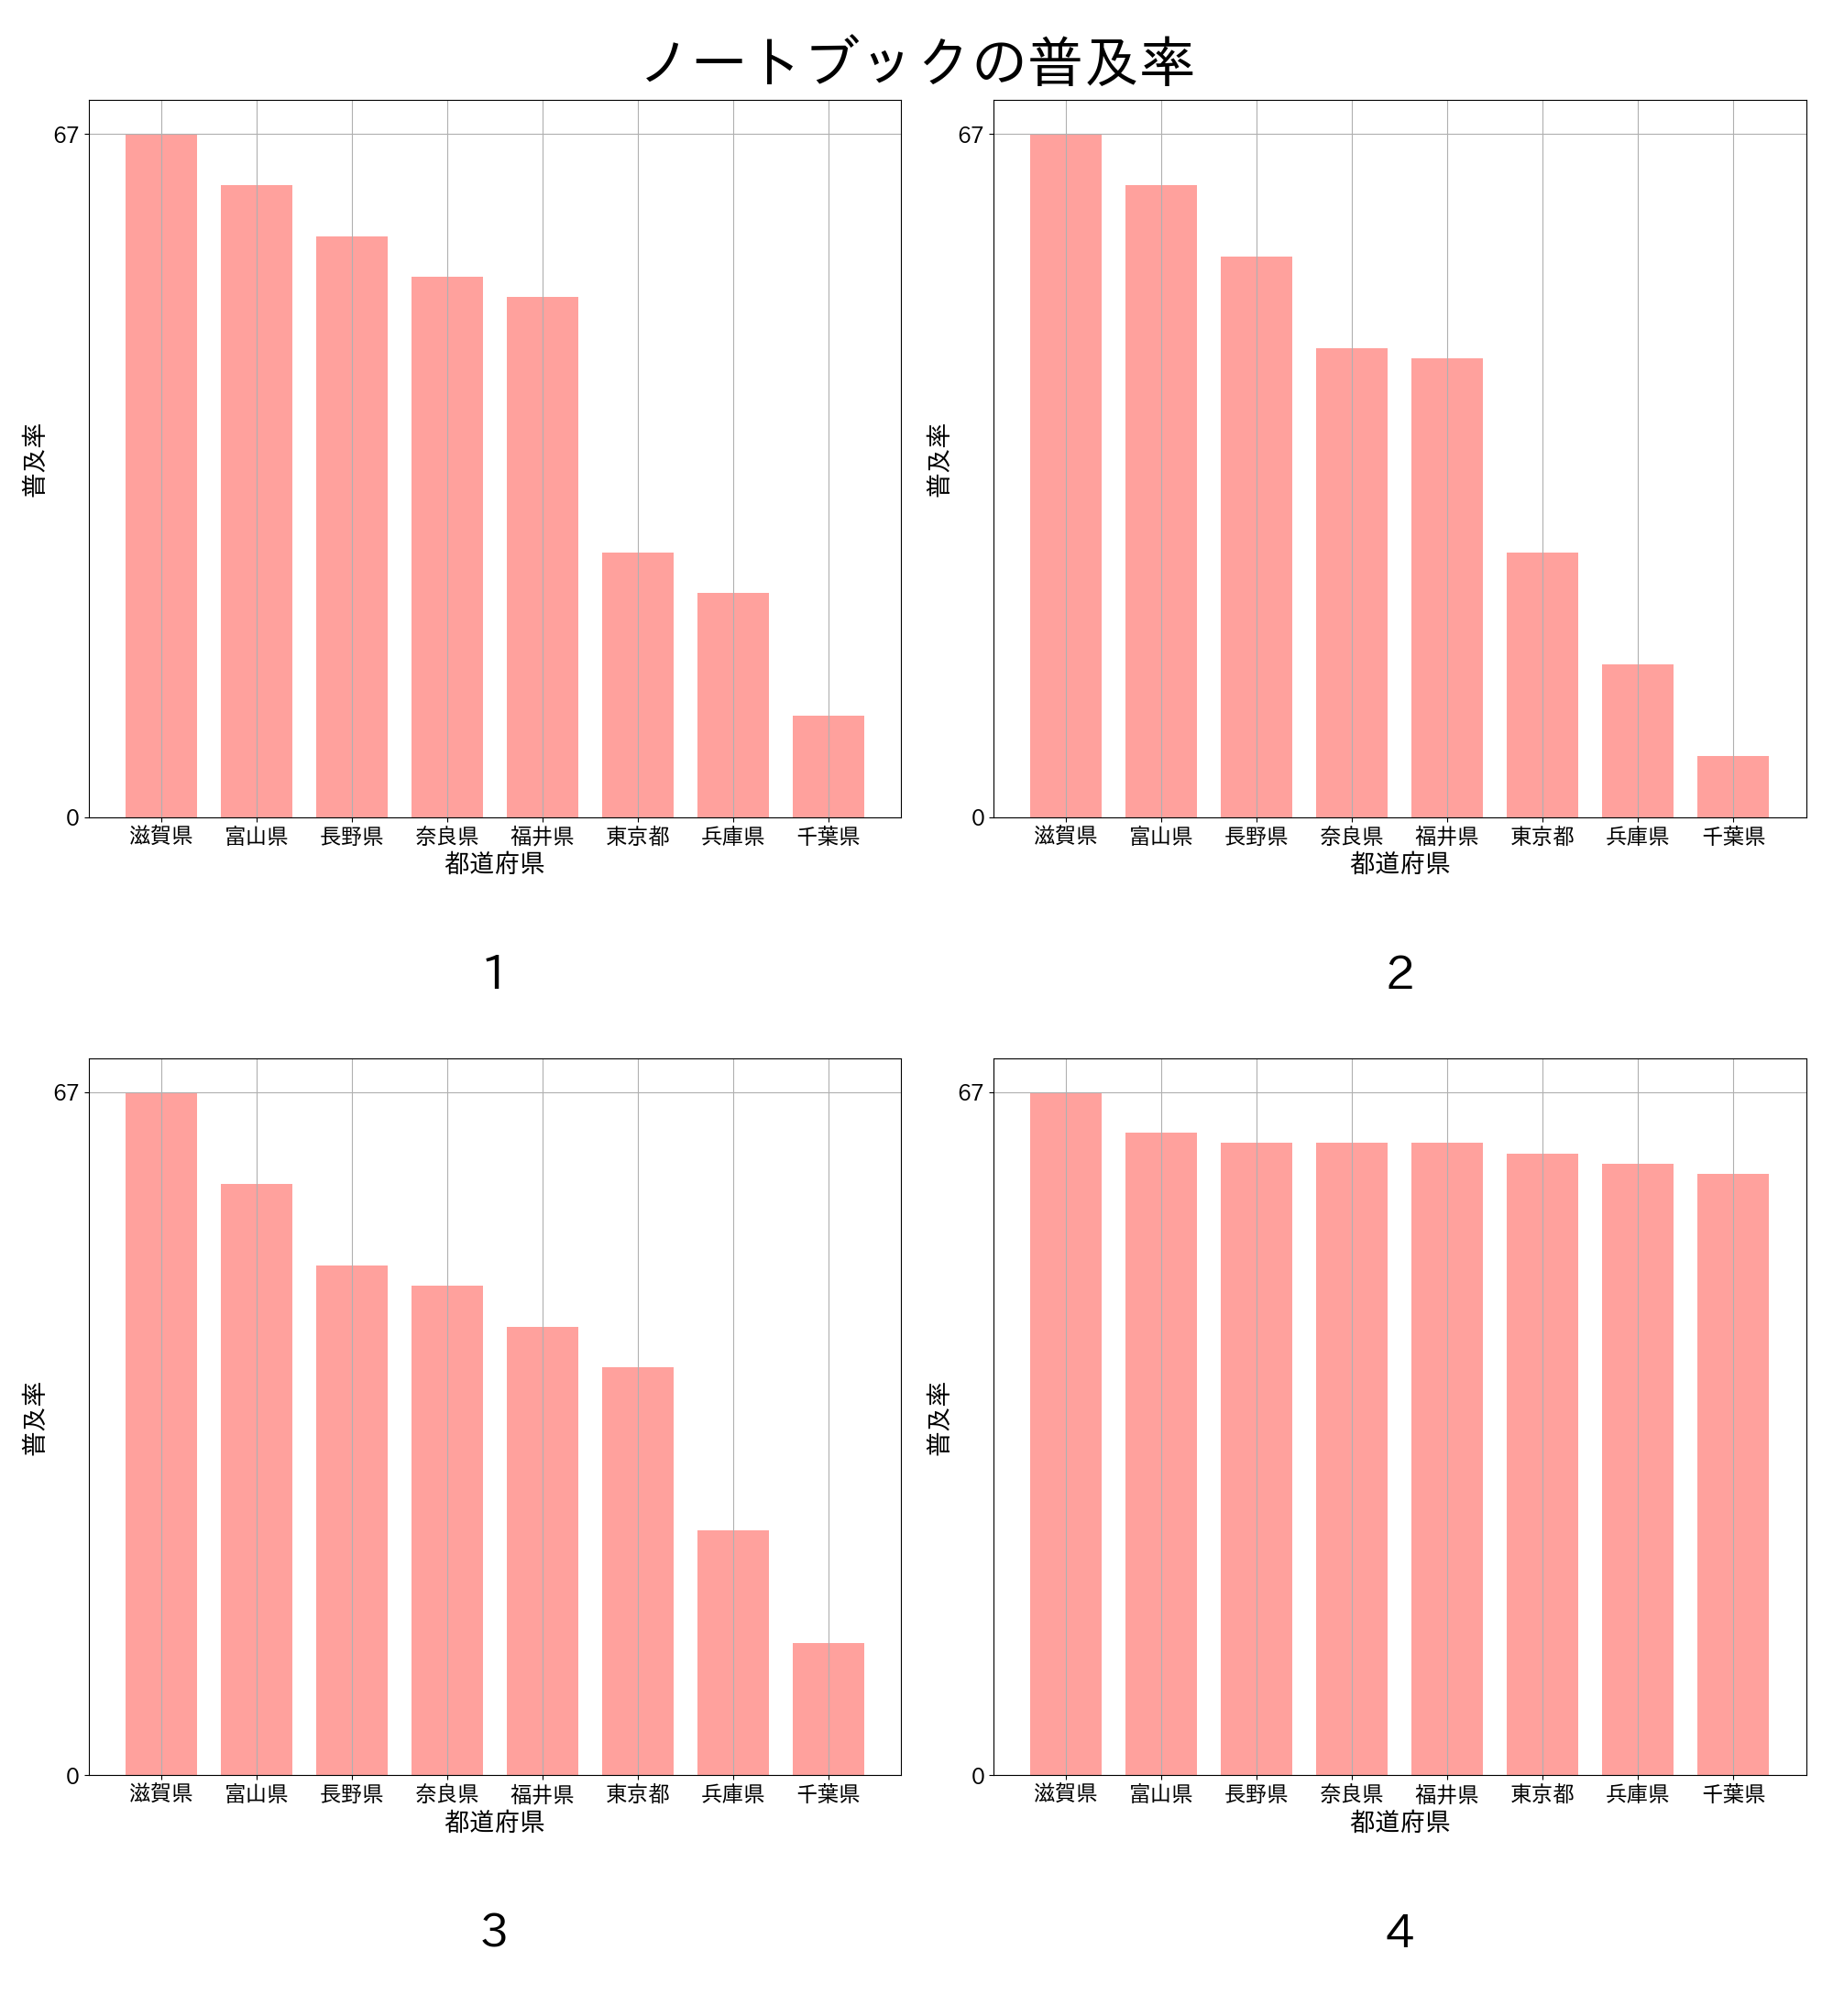 ノートブックの普及率
67
0
普及率
滋賀県 富山県 長野県 奈良県 福井県 東京都 兵庫県 千葉県
都道府県
1
67
0
普及率
滋賀県 富山県 長野県 奈良県 福井県 東京都 兵庫県 千葉県
都道府県
2
67
0
普及率
滋賀県 富山県 長野県 奈良県 福井県 東京都 兵庫県 千葉県
都道府県
3
67
0
普及率
滋賀県 富山県 長野県 奈良県 福井県 東京都 兵庫県 千葉県
都道府県
4